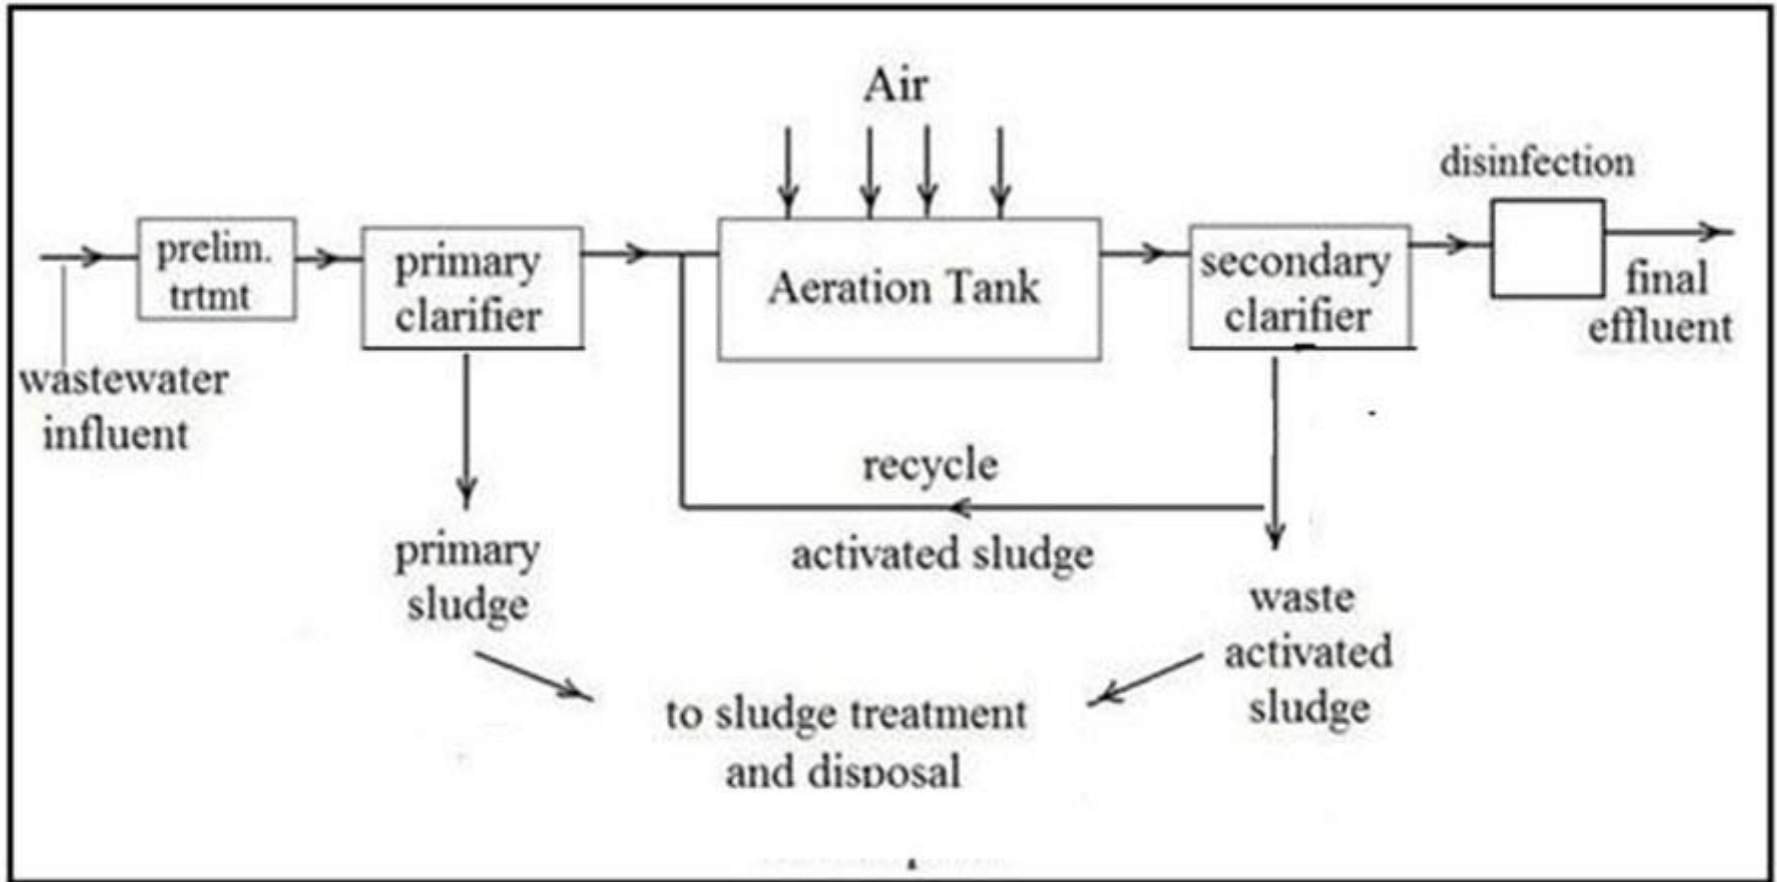 Air
disinfection
prelim.
trtmt
primary
clarifier
Aeration Tank
secondary
clarifier
final
effluent
wastewater
influent
recycle
activated sludge
primary
sludge
waste
activated
sludge
to sludge treatment
and disposal